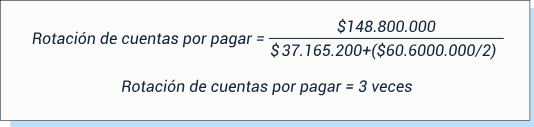 Rotación de cuentas por pagar = $148.800.000
$37.165.200+($60.6000.000/2)
Rotación de cuentas por pagar = 3 veces